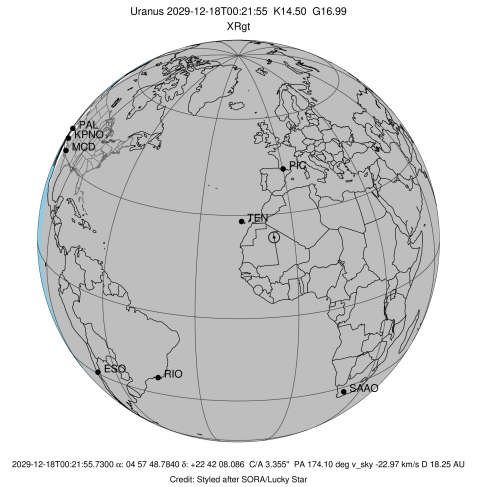 Uranus 2029-12-18T00:21:55 K14.50 G16.99
XRgt
PAL
KPNO
MCD
PIC
TEN
ESO
RIO
SAAO
2029-12-18T00:21:55.7300 α: 04 57 48.7840 δ: +22 42 08.086 C/A 3.355" PA 174.10 deg v_sky -22.97 km/s D 18.25 AU
Credit: Styled after SORA/Lucky Star